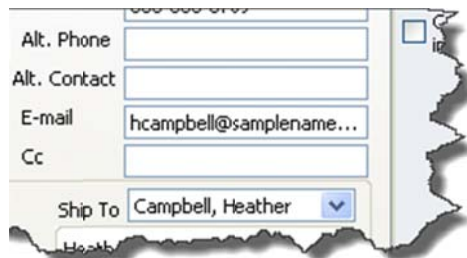 Alt. Phone
Alt. Contact
E-mail hcampbell@samplename...
Cc
Ship To Campbell, Heather